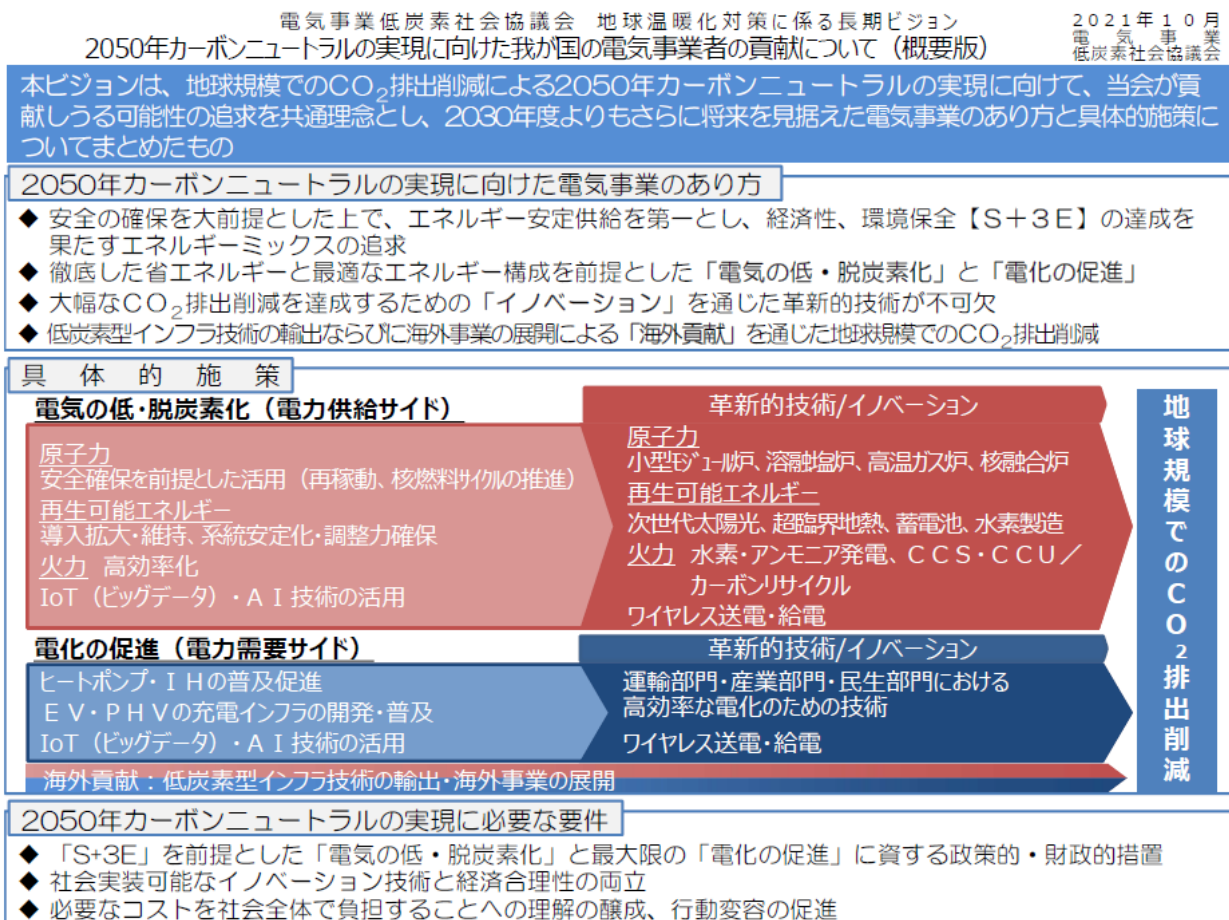 電気事業低炭素社会協議会 地球温暖化対策に係る長期ビジョン
2050年カーボンニュートラルの実現に向けた我が国の電気事業者の貢献について（概要版）
2021年10月
電気事業
低炭素社会協議会
本ビジョンは、地球規模でのCO₂排出削減による2050年カーボンニュートラルの実現に向けて、当会が貢
献しうる可能性の追求を共通理念とし、2030年度よりもさらに将来を見据えた電気事業のあり方と具体的施策に
ついてまとめたもの
2050年カーボンニュートラルの実現に向けた電気事業のあり方
◆ 安全の確保を大前提とした上で、エネルギー安定供給を第一とし、経済性、環境保全【S＋3E】の達成を
果たすエネルギーミックスの追求
◆ 徹底した省エネルギーと最適なエネルギー構成を前提とした「電気の低・脱炭素化」と「電化の促進」
◆ 大幅なCO₂排出削減を達成するための「イノベーション」を通じた革新的技術が不可欠
◆ 低炭素型インフラ技術の輸出ならびに海外事業の展開による「海外貢献」を通じた地球規模でのCO₂排出削減
具体的施策
電気の低・脱炭素化（電力供給サイド）
原子力
安全確保を前提とした活用（再稼動、核燃料ｻｲｸﾙの推進）
再生可能エネルギー
導入拡大・維持、系統安定化・調整力確保
火力 高効率化
IoT（ビッグデータ）・AI技術の活用
革新的技術/イノベーション
原子力
小型ﾓｼﾞｭｰﾙ炉、溶融塩炉、高温ガス炉、核融合炉
再生可能エネルギー
次世代太陽光、超臨界地熱、蓄電池、水素製造
火力 水素・アンモニア発電、CCS・CCU／
カーボンリサイクル
ワイヤレス送電・給電
電化の促進（電力需要サイド）
ヒートポンプ・IHの普及促進
EV・PHVの充電インフラの開発・普及
IoT（ビッグデータ）・AI技術の活用
革新的技術/イノベーション
運輸部門・産業部門・民生部門における
高効率な電化のための技術
ワイヤレス送電・給電
海外貢献：低炭素型インフラ技術の輸出・海外事業の展開
地球規模でのCO₂排出削減
2050年カーボンニュートラルの実現に必要な要件
◆ 「S+3E」を前提とした「電気の低・脱炭素化」と最大限の「電化の促進」に資する政策的・財政的措置
◆ 社会実装可能なイノベーション技術と経済合理性の両立
◆ 必要なコストを社会全体で負担することへの理解の醸成、行動変容の促進